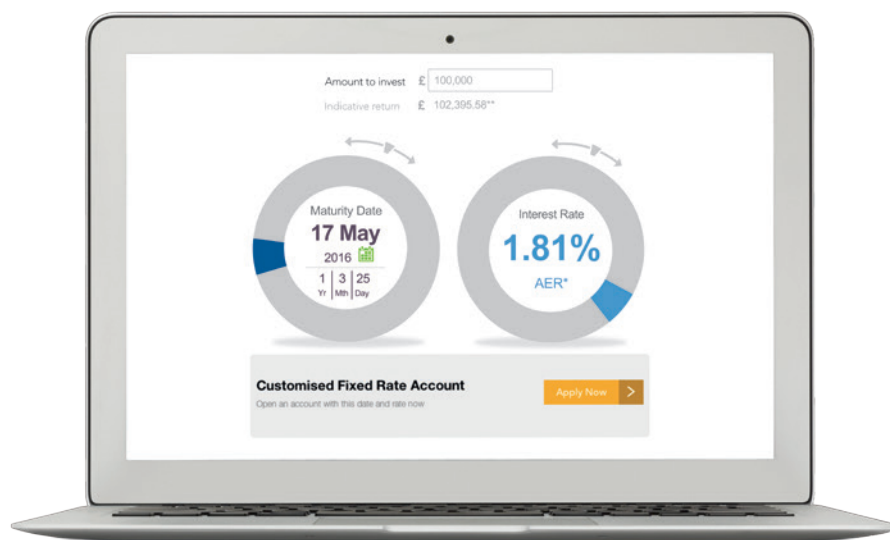 Amount to invest £ 100,000
Indicative return £ 102,395.58**
Maturity Date
17 May
2016
1 3 25
Yr Mth Day
Interest Rate
1.81%
AER*
Customised Fixed Rate Account
Open an account with this date and rate now
Apply Now